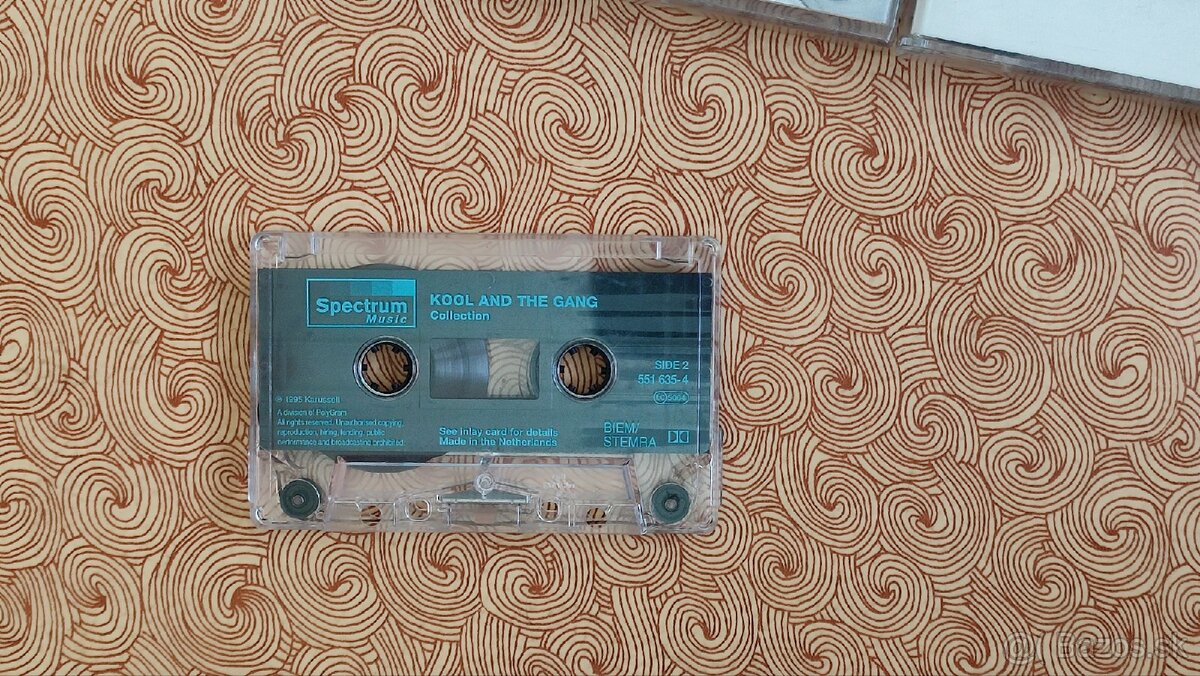 Spectrum
Music
KOOL AND THE GANG
Collection
SIDE 2
551 635-4
LC 5064
℗ 1995 Karussell
A division of PolyGram
All rights reserved. Unauthorised copying,
reproduction, hiring, lending, public
performance and broadcasting prohibited.
See inlay card for details
Made in the Netherlands
BIEM/
STEMRA
Bazos.sk